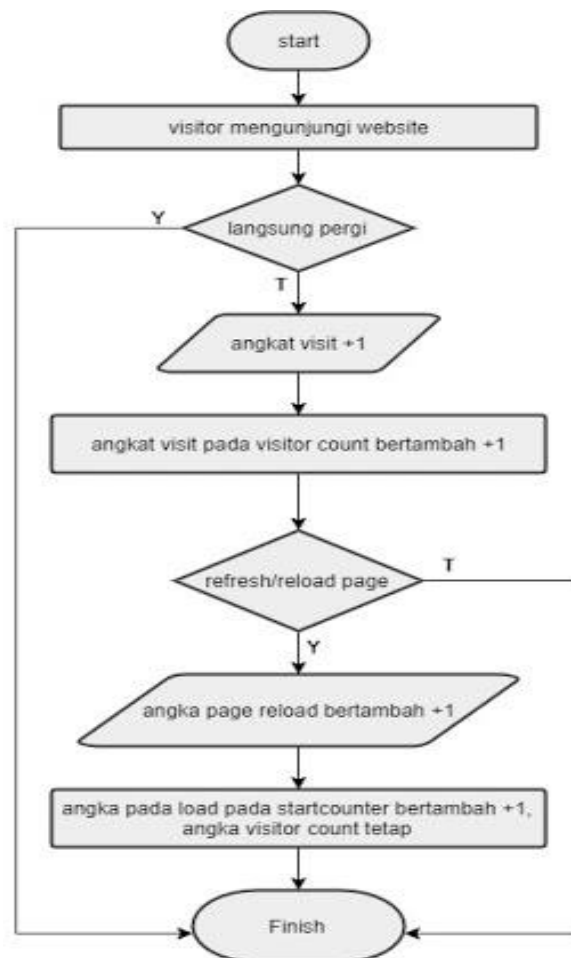 start
visitor mengunjungi website
Y
langsung pergi
T
angkat visit +1
angkat visit pada visitor count bertambah +1
refresh/reload page
T
Y
angka page reload bertambah +1
angka pada load pada startcounter bertambah +1,
angka visitor count tetap
Finish